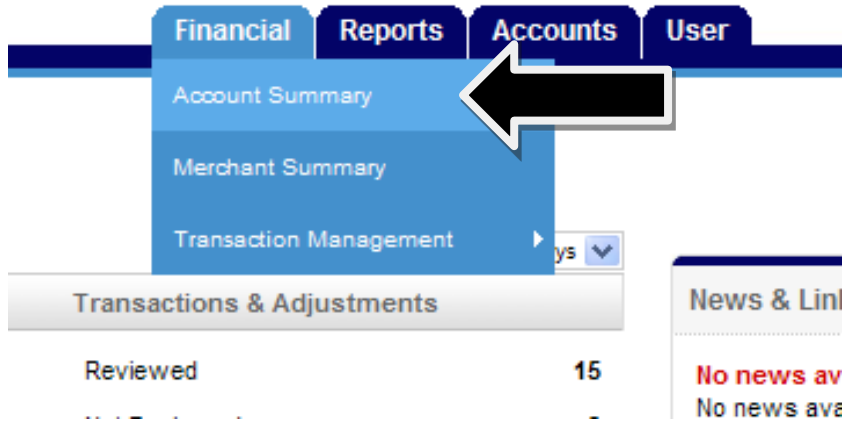 Financial Reports Accounts User
Account Summary
Merchant Summary
Transaction Management
ys
Transactions & Adjustments
News & Lin
Reviewed 15
No news av
No news ava